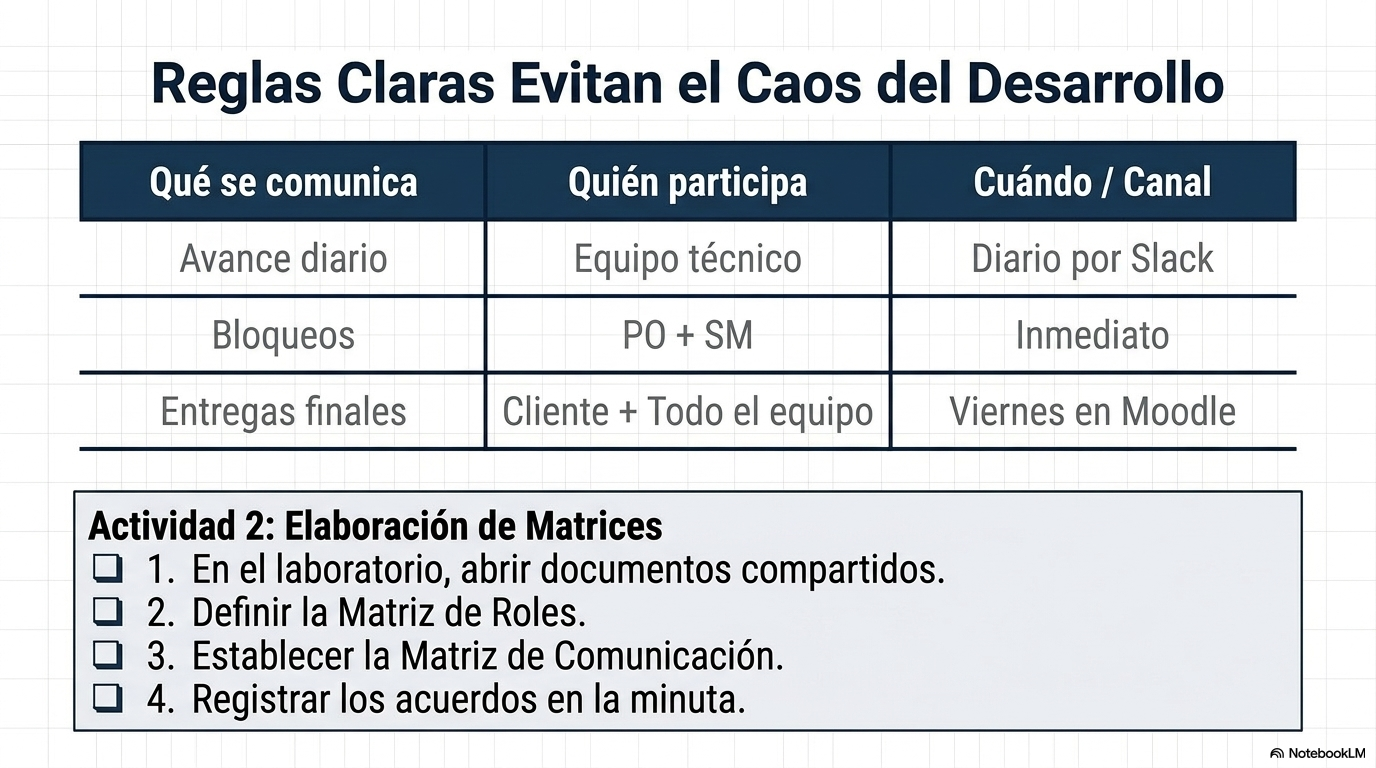 Reglas Claras Evitan el Caos del Desarrollo
Qué se comunica Quién participa Cuándo / Canal
Avance diario Equipo técnico Diario por Slack
Bloqueos PO + SM Inmediato
Entregas finales Cliente + Todo el equipo Viernes en Moodle
Actividad 2: Elaboración de Matrices
1. En el laboratorio, abrir documentos compartidos.
2. Definir la Matriz de Roles.
3. Establecer la Matriz de Comunicación.
4. Registrar los acuerdos en la minuta.
NotebookLM